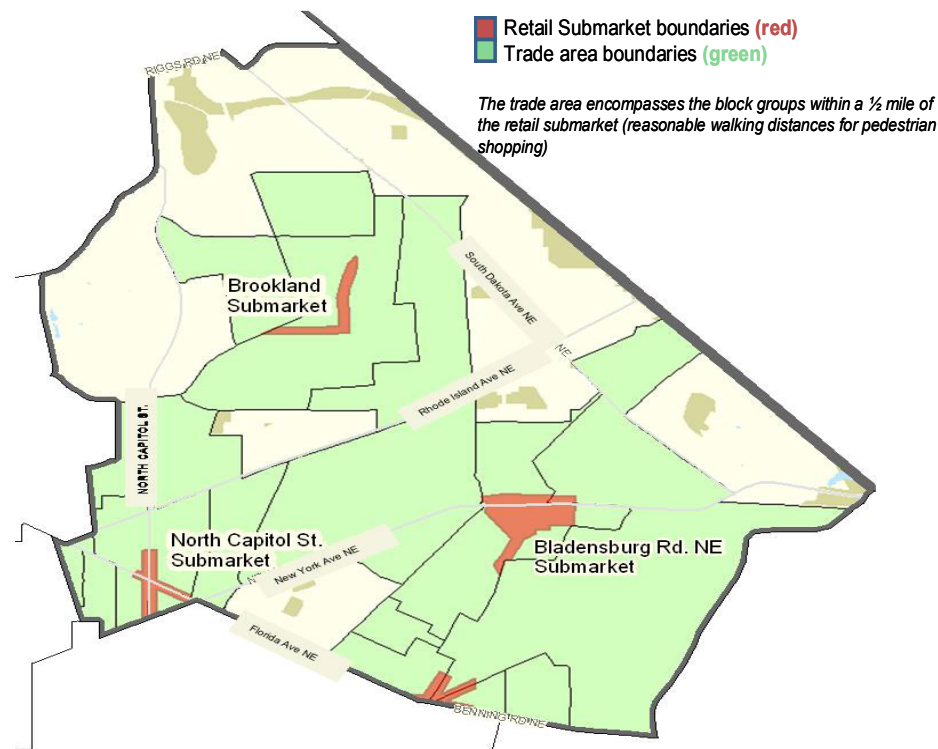 Retail Submarket boundaries (red)
Trade area boundaries (green)
The trade area encompasses the block groups within a ½ mile of
the retail submarket (reasonable walking distances for pedestrian
shopping)
RIGGS RD NE
South Dakota Ave NE
NE
Brookland
Submarket
Rhode Island Ave NE
NORTH CAPITOL ST.
North Capitol St.
Submarket
New York Ave NE
Bladensburg Rd. NE
Submarket
Florida Ave NE
BENNING RD NE